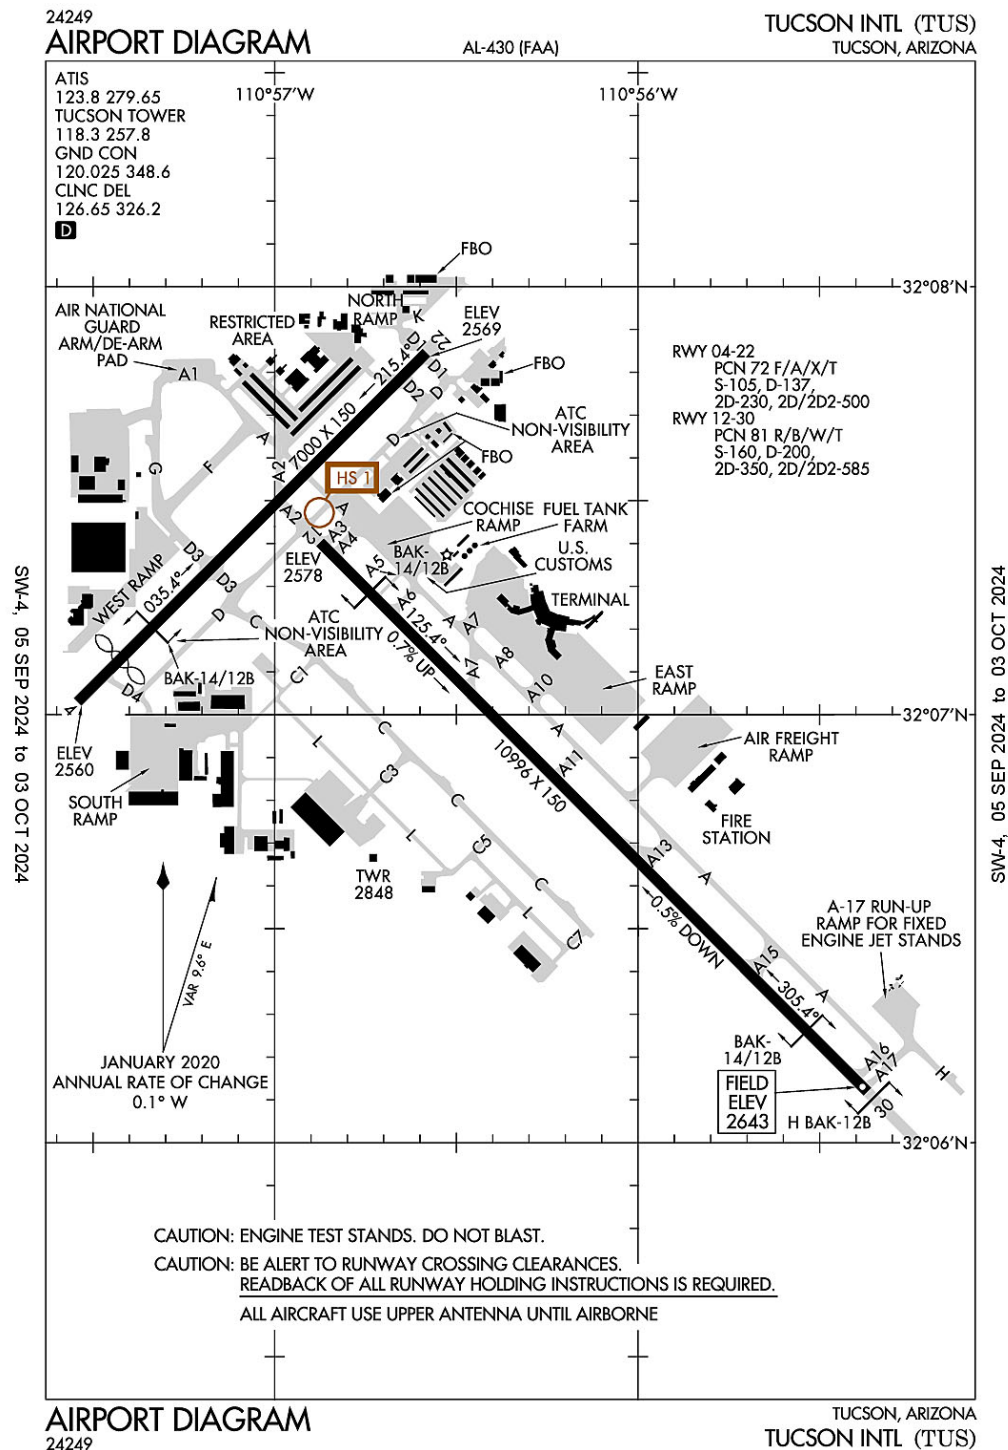 24249
AIRPORT DIAGRAM
AL-430 (FAA)
TUCSON INTL (TUS)
TUCSON, ARIZONA
ATIS
123.8 279.65
TUCSON TOWER
118.3 257.8
GND CON
120.025 348.6
CLNC DEL
126.65 326.2
D
110°57'W
110°56'W
FBO
32°08'N
AIR NATIONAL
GUARD
ARM/DE-ARM
PAD
RESTRICTED
AREA
NORTH
RAMP
K
ELEV
2569
22
D1
D1
215.4°
D2
D
FBO
RWY 04-22
PCN 72 F/A/X/T
S-105, D-137,
2D-230, 2D/2D2-500
RWY 12-30
PCN 81 R/B/W/T
S-160, D-200,
2D-350, 2D/2D2-585
A1
A
7000 X 150
ATC
NON-VISIBILITY
AREA
D
FBO
G
F
A2
HS 1
A2
A
A3
A4
12
ELEV
2578
COCHISE
RAMP
FUEL TANK
FARM
BAK-
14/12B
U.S.
CUSTOMS
TERMINAL
WEST RAMP
D3
D3
035.4°
D
C
ATC
NON-VISIBILITY
AREA
A5
A6
A
A7
A7
125.4°
0.7% UP
A8
A10
EAST
RAMP
BAK-14/12B
D4
C1
4
ELEV
2560
32°07'N
L
C
C3
A
A11
10996 X 150
AIR FREIGHT
RAMP
SOUTH
RAMP
FIRE
STATION
C
L
C5
TWR
2848
C
L
C7
A13
A
0.5% DOWN
A-17 RUN-UP
RAMP FOR FIXED
ENGINE JET STANDS
A15
305.4°
A
VAR 9.6° E
JANUARY 2020
ANNUAL RATE OF CHANGE
0.1° W
BAK-
14/12B
A16
A17
H
FIELD
ELEV
2643
H BAK-12B
30
32°06'N
CAUTION: ENGINE TEST STANDS. DO NOT BLAST.
CAUTION: BE ALERT TO RUNWAY CROSSING CLEARANCES.
READBACK OF ALL RUNWAY HOLDING INSTRUCTIONS IS REQUIRED.
ALL AIRCRAFT USE UPPER ANTENNA UNTIL AIRBORNE
SW-4, 05 SEP 2024 to 03 OCT 2024
SW-4, 05 SEP 2024 to 03 OCT 2024
AIRPORT DIAGRAM
24249
TUCSON, ARIZONA
TUCSON INTL (TUS)